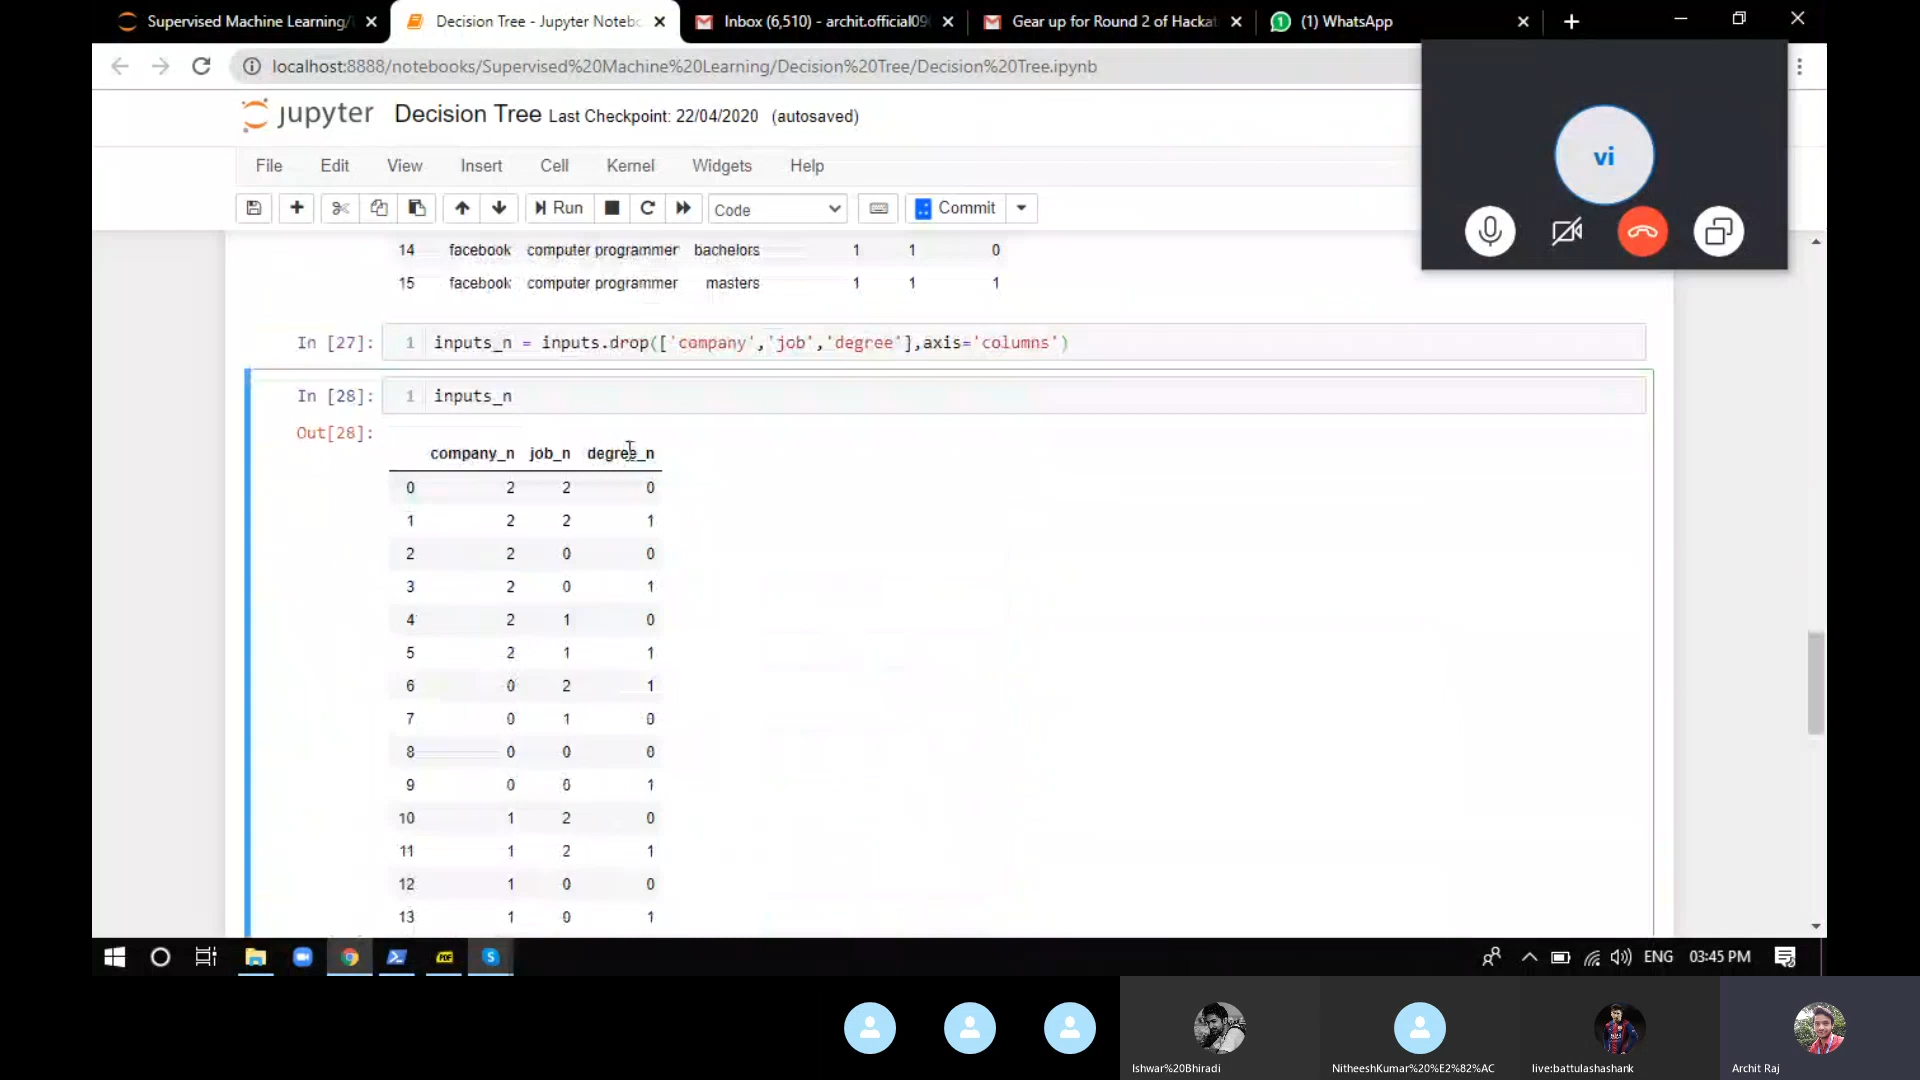 Supervised Machine Learning/
Decision Tree - Jupyter Notebo
Inbox (6,510) - archit.official09
Gear up for Round 2 of Hackat
(1) WhatsApp
localhost:8888/notebooks/Supervised%20Machine%20Learning/Decision%20Tree/Decision%20Tree.ipynb
jupyter Decision Tree Last Checkpoint: 22/04/2020 (autosaved)
vi
File Edit View Insert Cell Kernel Widgets Help
Run Code Commit
14 facebook computer programmer bachelors 1 1 0
15 facebook computer programmer masters 1 1 1
In [27]: 1 inputs_n = inputs.drop(['company','job','degree'],axis='columns')
In [28]: 1 inputs_n
Out[28]:
company_n job_n degree_n
0 2 2 0
1 2 2 1
2 2 0 0
3 2 0 1
4 2 1 0
5 2 1 1
6 0 2 1
7 0 1 0
8 0 0 0
9 0 0 1
10 1 2 0
11 1 2 1
12 1 0 0
13 1 0 1
PDF
ENG 03:45 PM
Ishwar%20Bhiradi
NitheeshKumar%20%E2%82%AC
live:battulashashank
Archit Raj